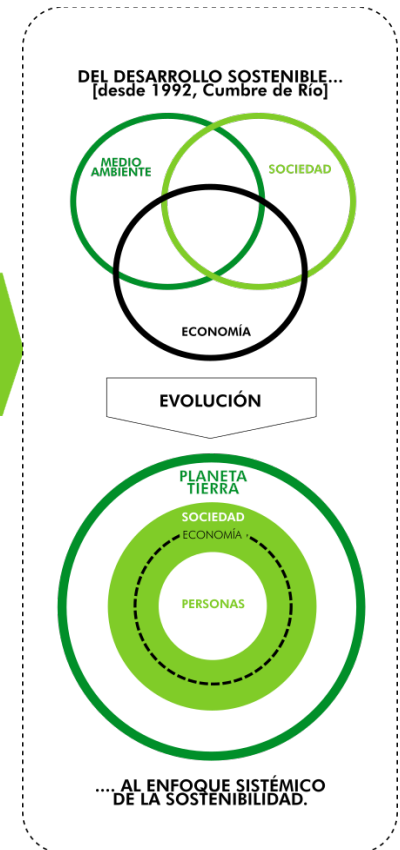 DEL DESARROLLO SOSTENIBLE...
[desde 1992, Cumbre de Río]
MEDIO
AMBIENTE
SOCIEDAD
ECONOMÍA
EVOLUCIÓN
PLANETA
TIERRA
SOCIEDAD
ECONOMÍA
PERSONAS
.... AL ENFOQUE SISTÉMICO
DE LA SOSTENIBILIDAD.